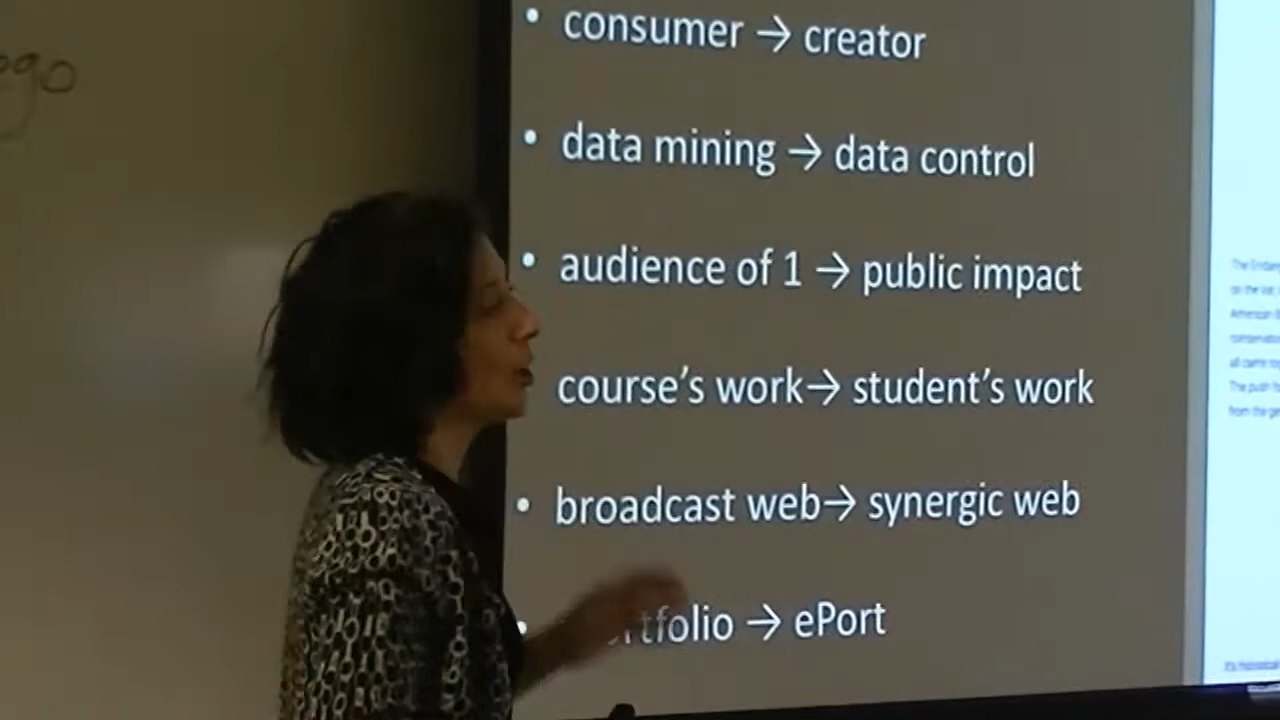 • consumer → creator
• data mining → data control
• audience of 1 → public impact
course's work→ student's work
• broadcast web→ synergic web
• → ePort